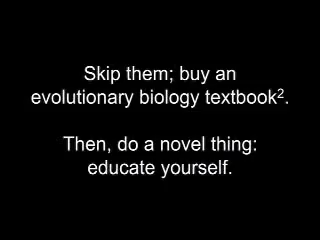 Skip them; buy an
evolutionary biology textbook².
Then, do a novel thing:
educate yourself.